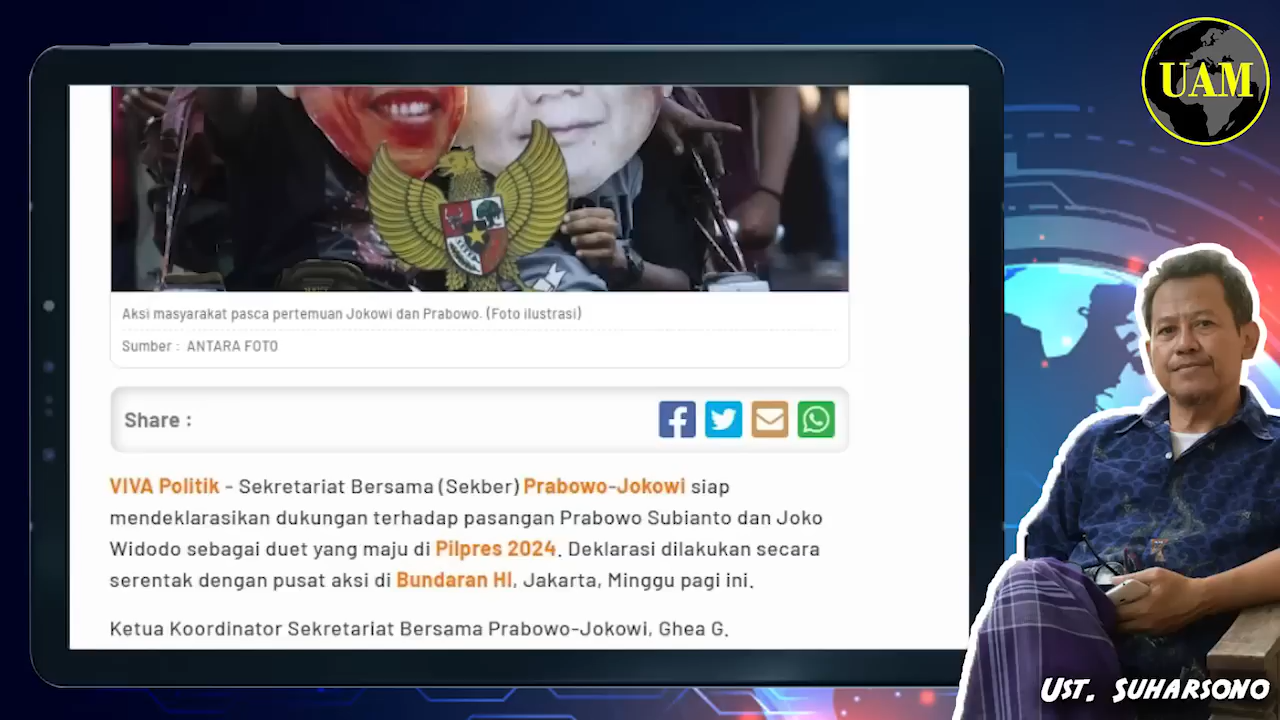 UAM
Aksi masyarakat pasca pertemuan Jokowi dan Prabowo. (Foto ilustrasi)
Sumber : ANTARA FOTO
Share :
VIVA Politik - Sekretariat Bersama (Sekber) Prabowo-Jokowi siap
mendeklarasikan dukungan terhadap pasangan Prabowo Subianto dan Joko
Widodo sebagai duet yang maju di Pilpres 2024. Deklarasi dilakukan secara
serentak dengan pusat aksi di Bundaran HI, Jakarta, Minggu pagi ini.
Ketua Koordinator Sekretariat Bersama Prabowo-Jokowi, Ghea G.
Ust. Suharsono